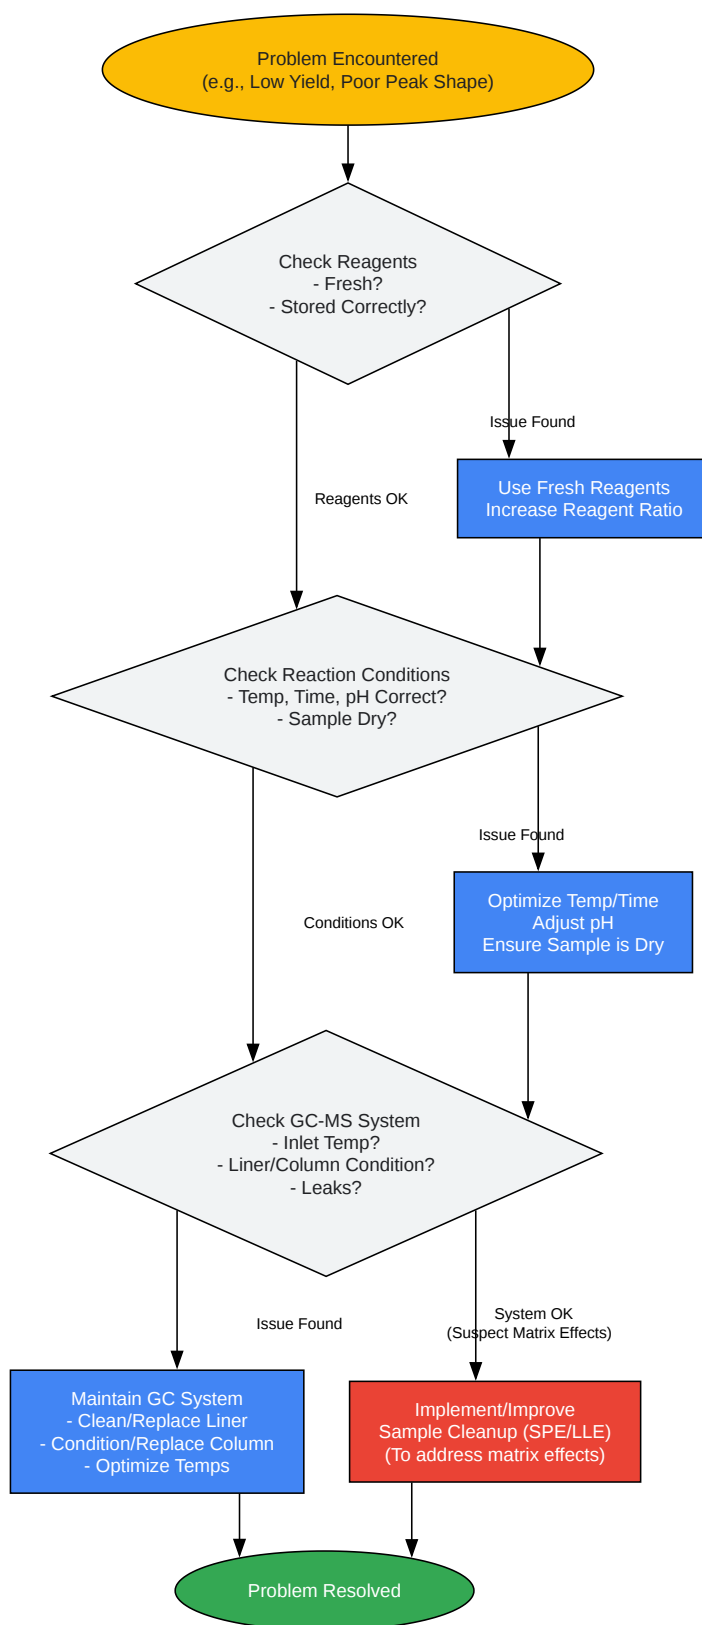 Problem Encountered
(e.g., Low Yield, Poor Peak Shape)
Check Reagents
- Fresh?
- Stored Correctly?
Issue Found
Reagents OK
Use Fresh Reagents
Increase Reagent Ratio
Check Reaction Conditions
- Temp, Time, pH Correct?
- Sample Dry?
Issue Found
Conditions OK
Optimize Temp/Time
Adjust pH
Ensure Sample is Dry
Check GC-MS System
- Inlet Temp?
- Liner/Column Condition?
- Leaks?
Issue Found
System OK
(Suspect Matrix Effects)
Maintain GC System
- Clean/Replace Liner
- Condition/Replace Column
- Optimize Temps
Implement/Improve
Sample Cleanup (SPE/LLE)
(To address matrix effects)
Problem Resolved